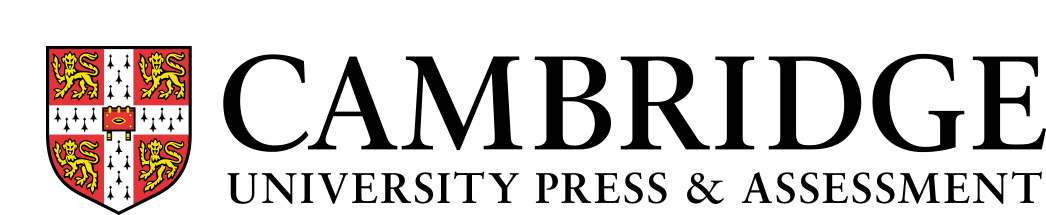 CAMBRIDGE
UNIVERSITY PRESS & ASSESSMENT